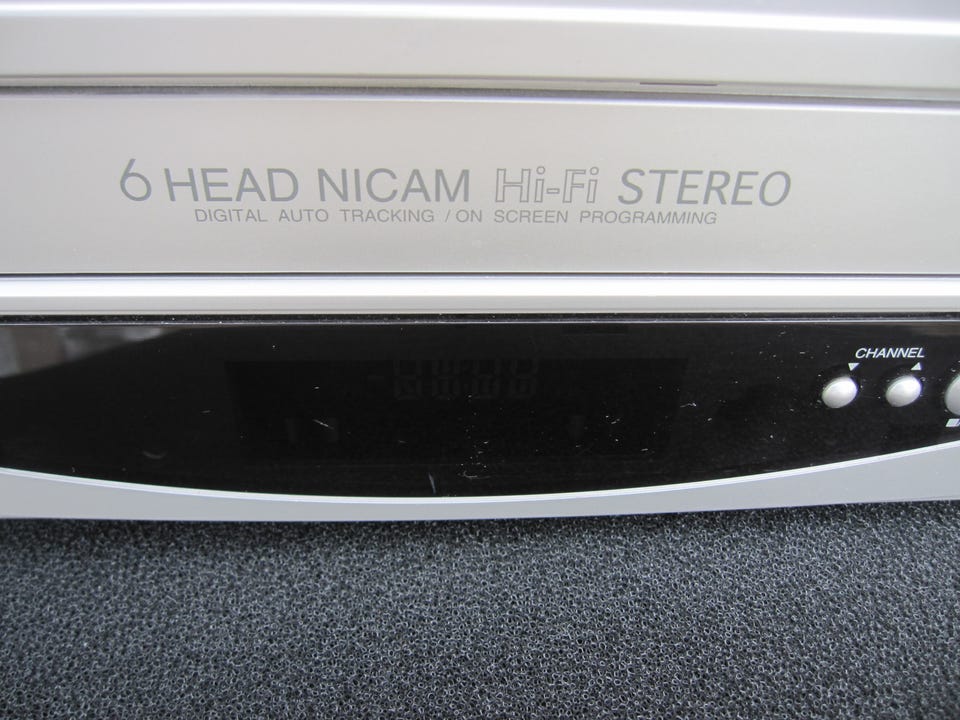 6 HEAD NICAM Hi-Fi STEREO
DIGITAL AUTO TRACKING / ON SCREEN PROGRAMMING
CHANNEL